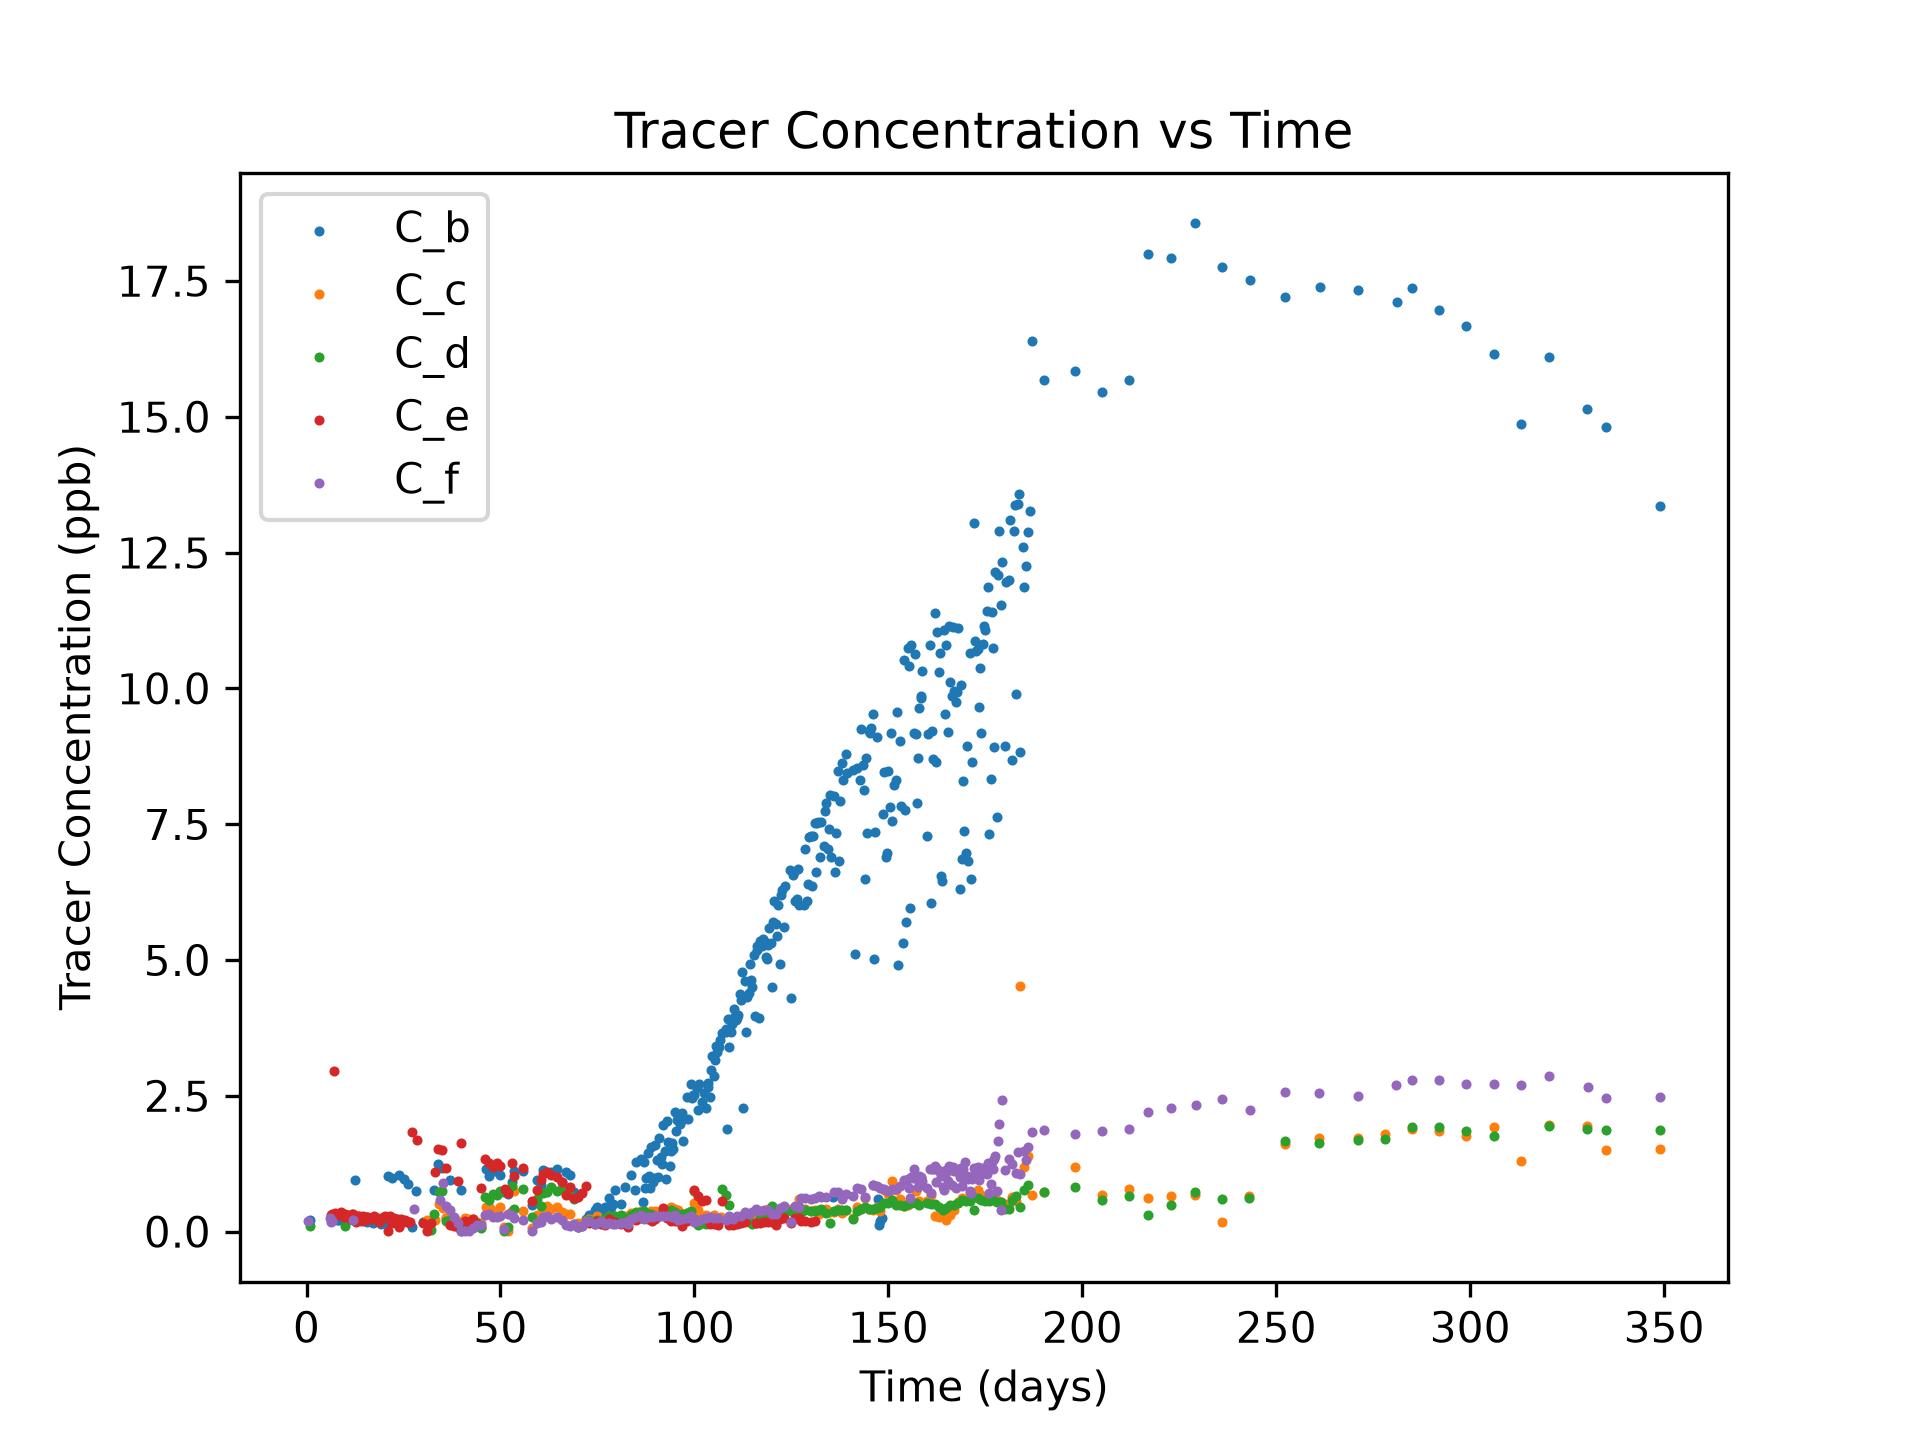 Tracer Concentration vs Time
C_b
C_c
C_d
C_e
C_f
17.5
15.0
12.5
10.0
7.5
5.0
2.5
0.0
Tracer Concentration (ppb)
0 50 100 150 200 250 300 350
Time (days)